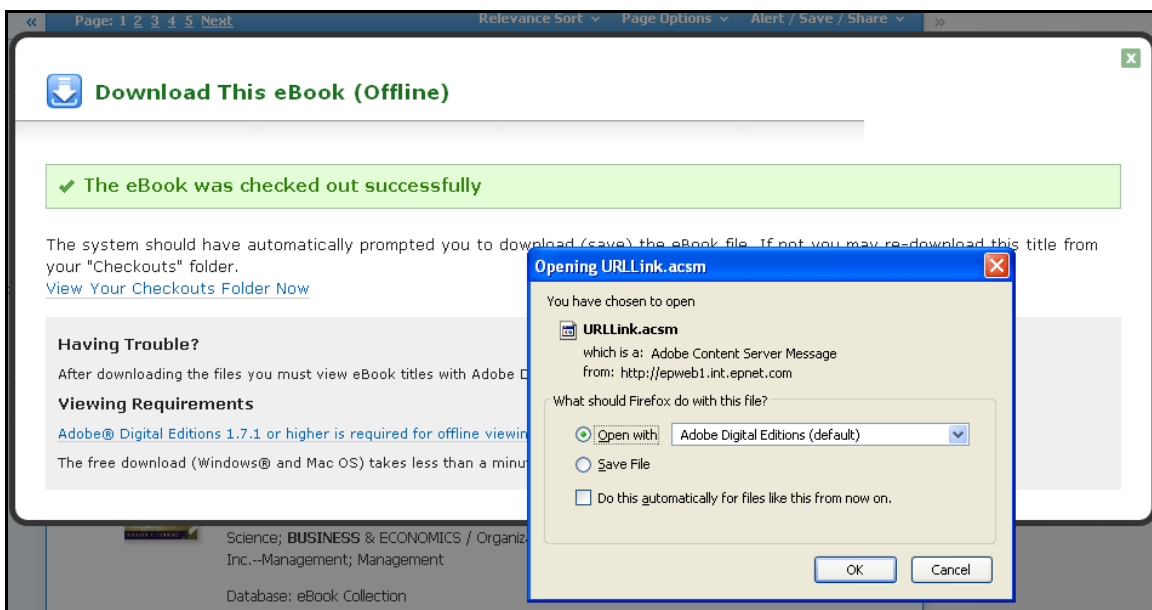 « Page: 1 2 3 4 5 Next Relevance Sort Page Options Alert / Save / Share »
x
Download This eBook (Offline)
The eBook was checked out successfully
The system should have automatically prompted you to download (save) the eBook file. If not you may re-download this title from
your "Checkouts" folder.
View Your Checkouts Folder Now
Having Trouble?
After downloading the files you must view eBook titles with Adobe
Viewing Requirements
Adobe® Digital Editions 1.7.1 or higher is required for offline
The free download (Windows® and Mac OS) takes less than a
Opening URLLink.acsm
You have chosen to open
URLLink.acsm
which is a: Adobe Content Server Message
from: http://epweb1.int.epnet.com
What should Firefox do with this file?
Open with Adobe Digital Editions (default)
Save File
Do this automatically for files like this from now on.
OK Cancel
Science; BUSINESS & ECONOMICS /
Inc.--Management; Management
Database: eBook Collection